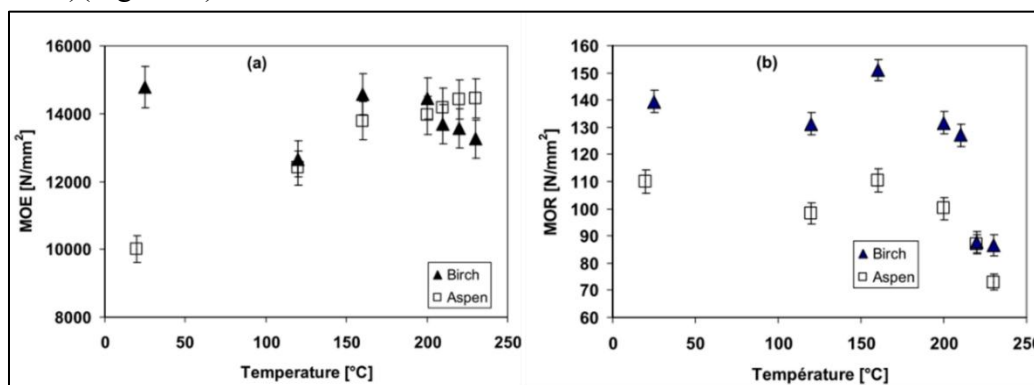 (a)
16000
14000
12000
10000
8000
MOE [N/mm²]
0 50 100 150 200 250
Temperature [°C]
Birch
Aspen
(b)
160
150
140
130
120
110
100
90
80
70
60
MOR [N/mm²]
0 50 100 150 200 250
Température [°C]
Birch
Aspen